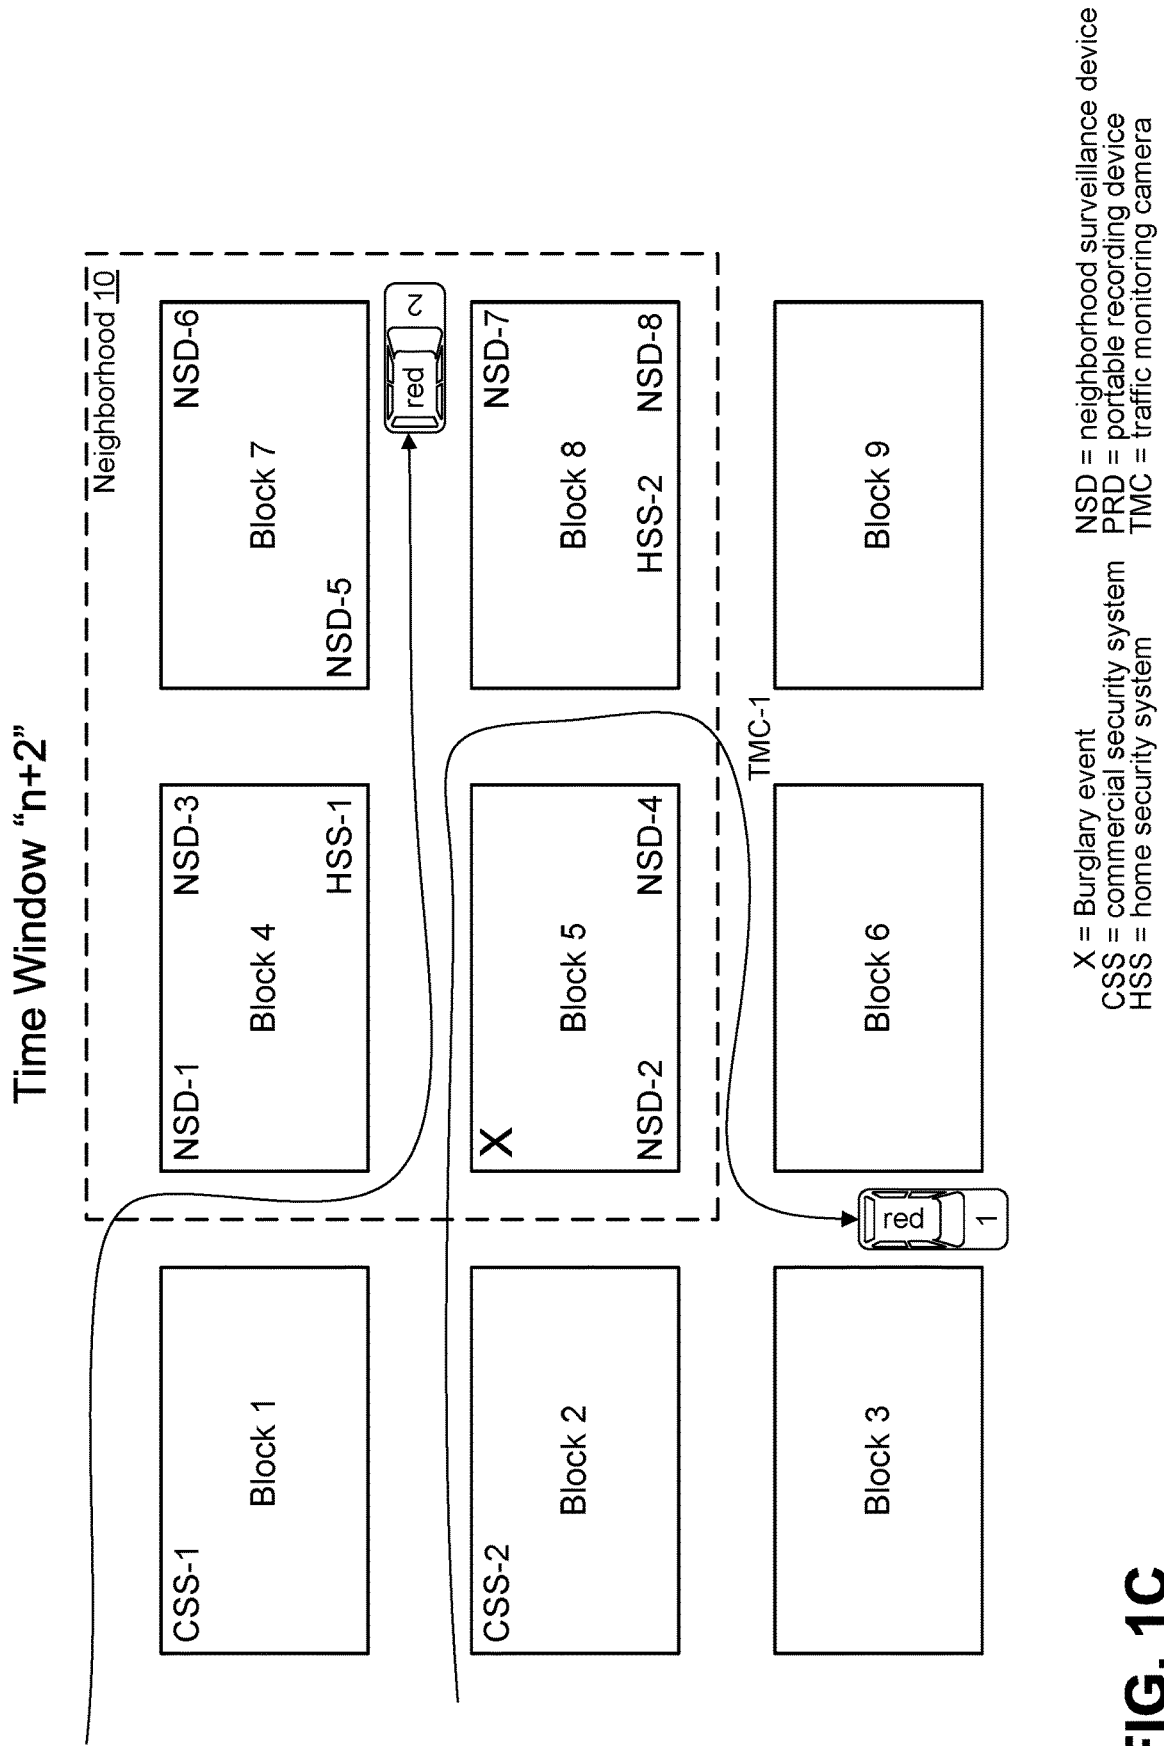 Time Window “n+2”
Neighborhood 10
CSS-1
Block 1
NSD-1
NSD-3
Block 4
HSS-1
NSD-6
Block 7
NSD-5
red
2
CSS-2
Block 2
X
Block 5
NSD-2
NSD-4
NSD-7
Block 8
HSS-2
NSD-8
TMC-1
Block 3
red
1
Block 6
Block 9
X = Burglary event
CSS = commercial security system
HSS = home security system
NSD = neighborhood surveillance device
PRD = portable recording device
TMC = traffic monitoring camera
FIG. 1C